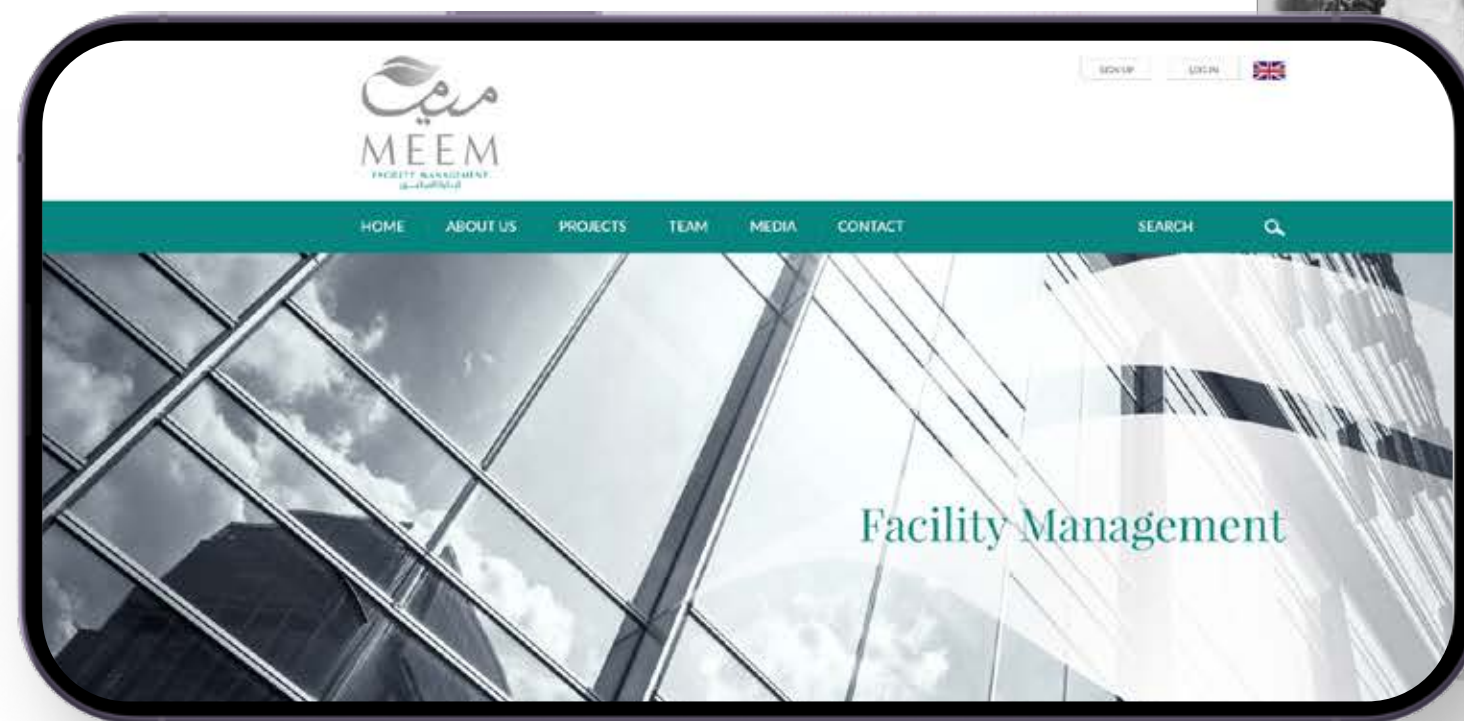 ميم
MEEM
FACILITY MANAGEMENT
SIGN UP LOG IN
HOME ABOUT US PROJECTS TEAM MEDIA CONTACT SEARCH
Facility Management